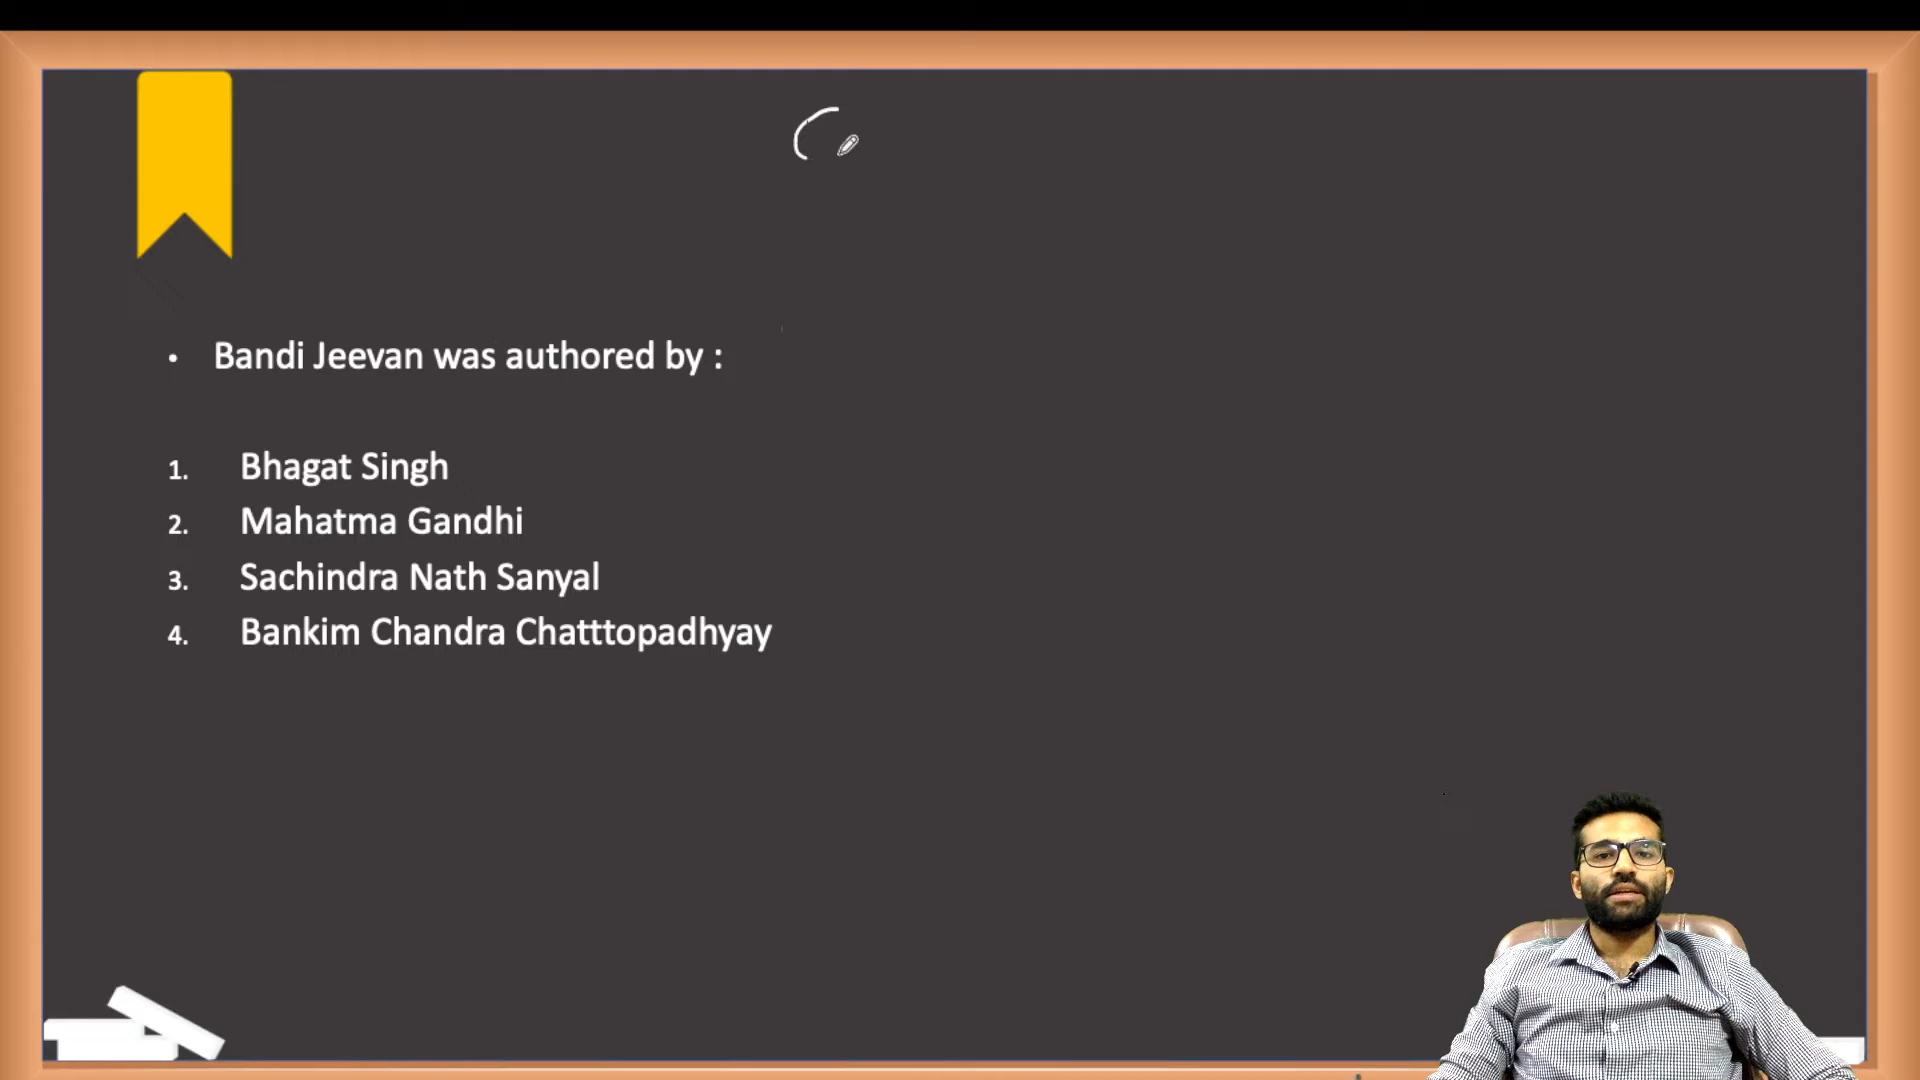 • Bandi Jeevan was authored by :
1. Bhagat Singh
2. Mahatma Gandhi
3. Sachindra Nath Sanyal
4. Bankim Chandra Chatttopadhyay